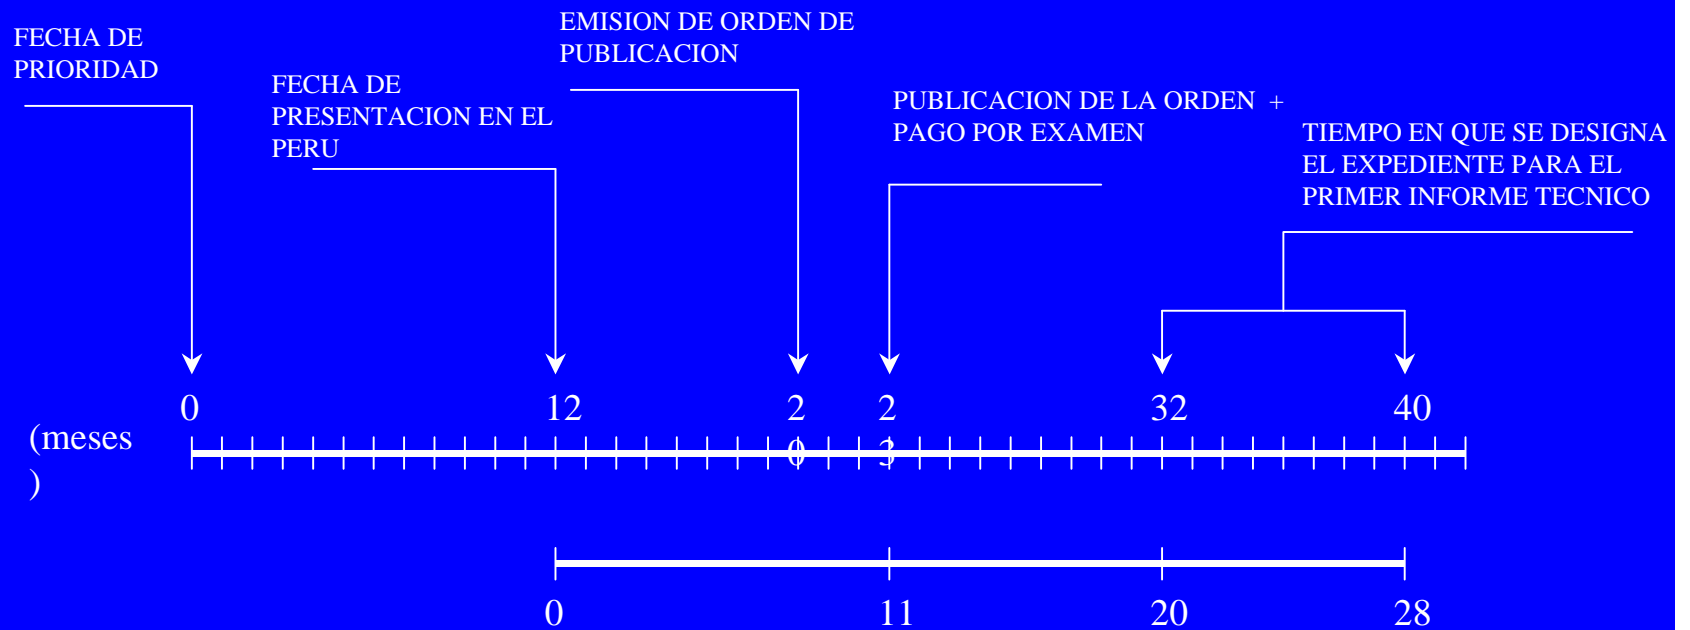 FECHA DE
PRIORIDAD
FECHA DE
PRESENTACION EN EL
PERU
EMISION DE ORDEN DE
PUBLICACION
PUBLICACION DE LA ORDEN +
PAGO POR EXAMEN
TIEMPO EN QUE SE DESIGNA
EL EXPEDIENTE PARA EL
PRIMER INFORME TECNICO
0 12 2 2 32 40
0 3
(meses
)
0 11 20 28